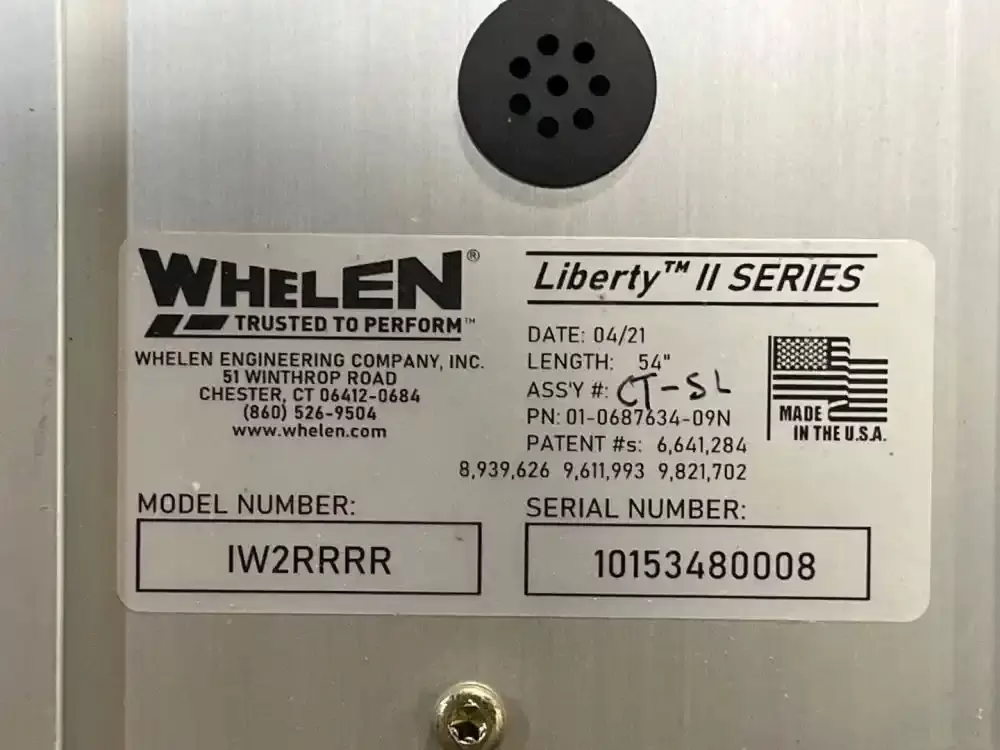 WHELEN®
TRUSTED TO PERFORM™
WHELEN ENGINEERING COMPANY, INC.
51 WINTHROP ROAD
CHESTER, CT 06412-0684
(860) 526-9504
www.whelen.com
Liberty™ II SERIES
DATE: 04/21
LENGTH: 54"
ASS'Y #: CT-SL
PN: 01-0687634-09N
PATENT #s: 6,641,284
8,939,626 9,611,993 9,821,702
MADE
IN THE U.S.A.
MODEL NUMBER:
IW2RRRR
SERIAL NUMBER:
10153480008